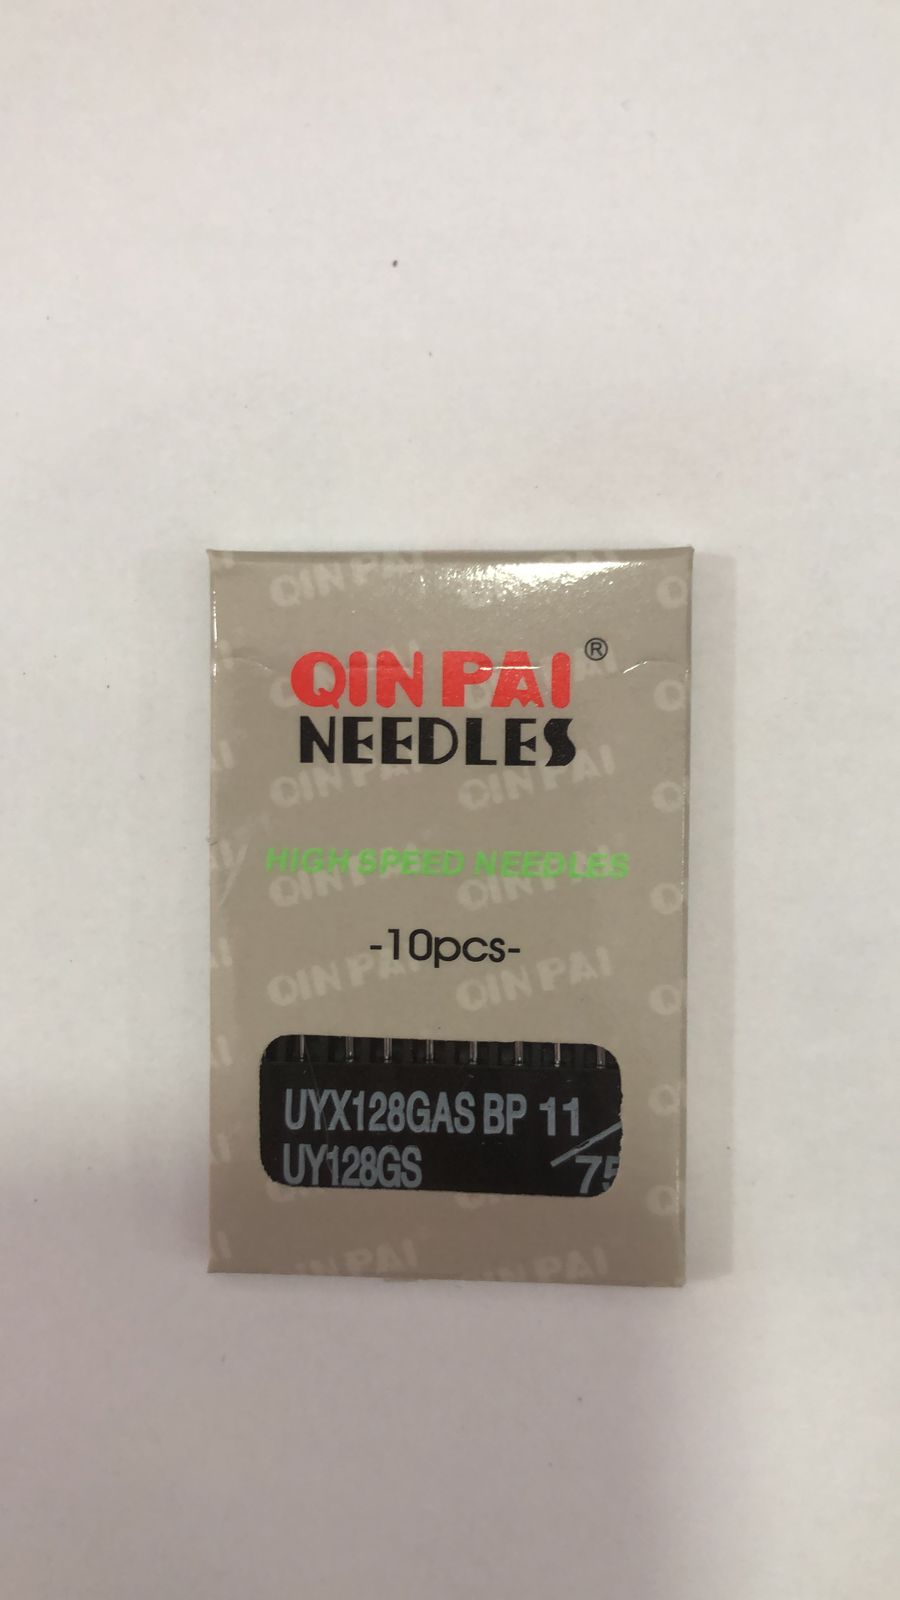 QIN PAI ®
NEEDLES
HIGH SPEED NEEDLES
-10pcs-
UYX128GAS BP 11
UY128GS 75